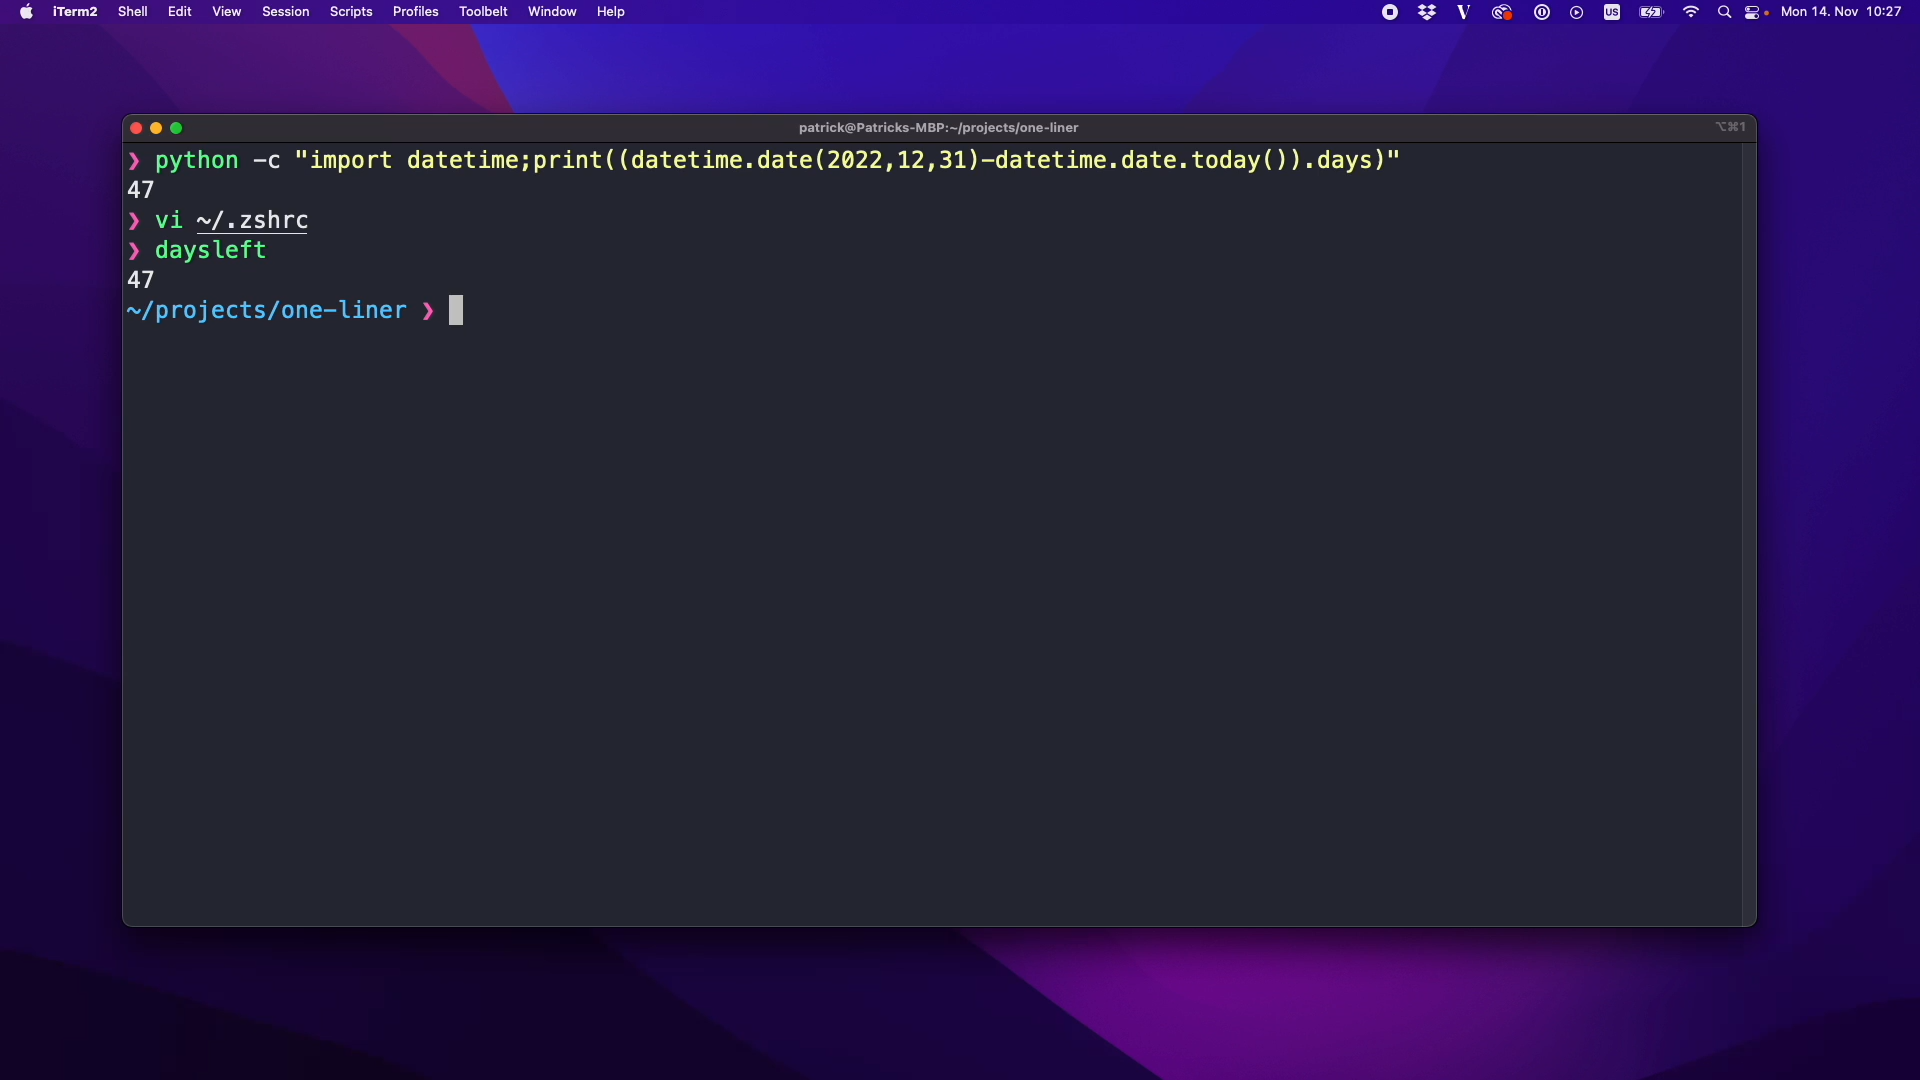 iTerm2 Shell Edit View Session Scripts Profiles Toolbelt Window Help US Mon 14. Nov 10:27
patrick@Patricks-MBP:~/projects/one-liner ⌥⌘1
❯ python -c "import datetime;print((datetime.date(2022,12,31)-datetime.date.today()).days)"
47
❯ vi ~/.zshrc
❯ daysleft
47
~/projects/one-liner ❯